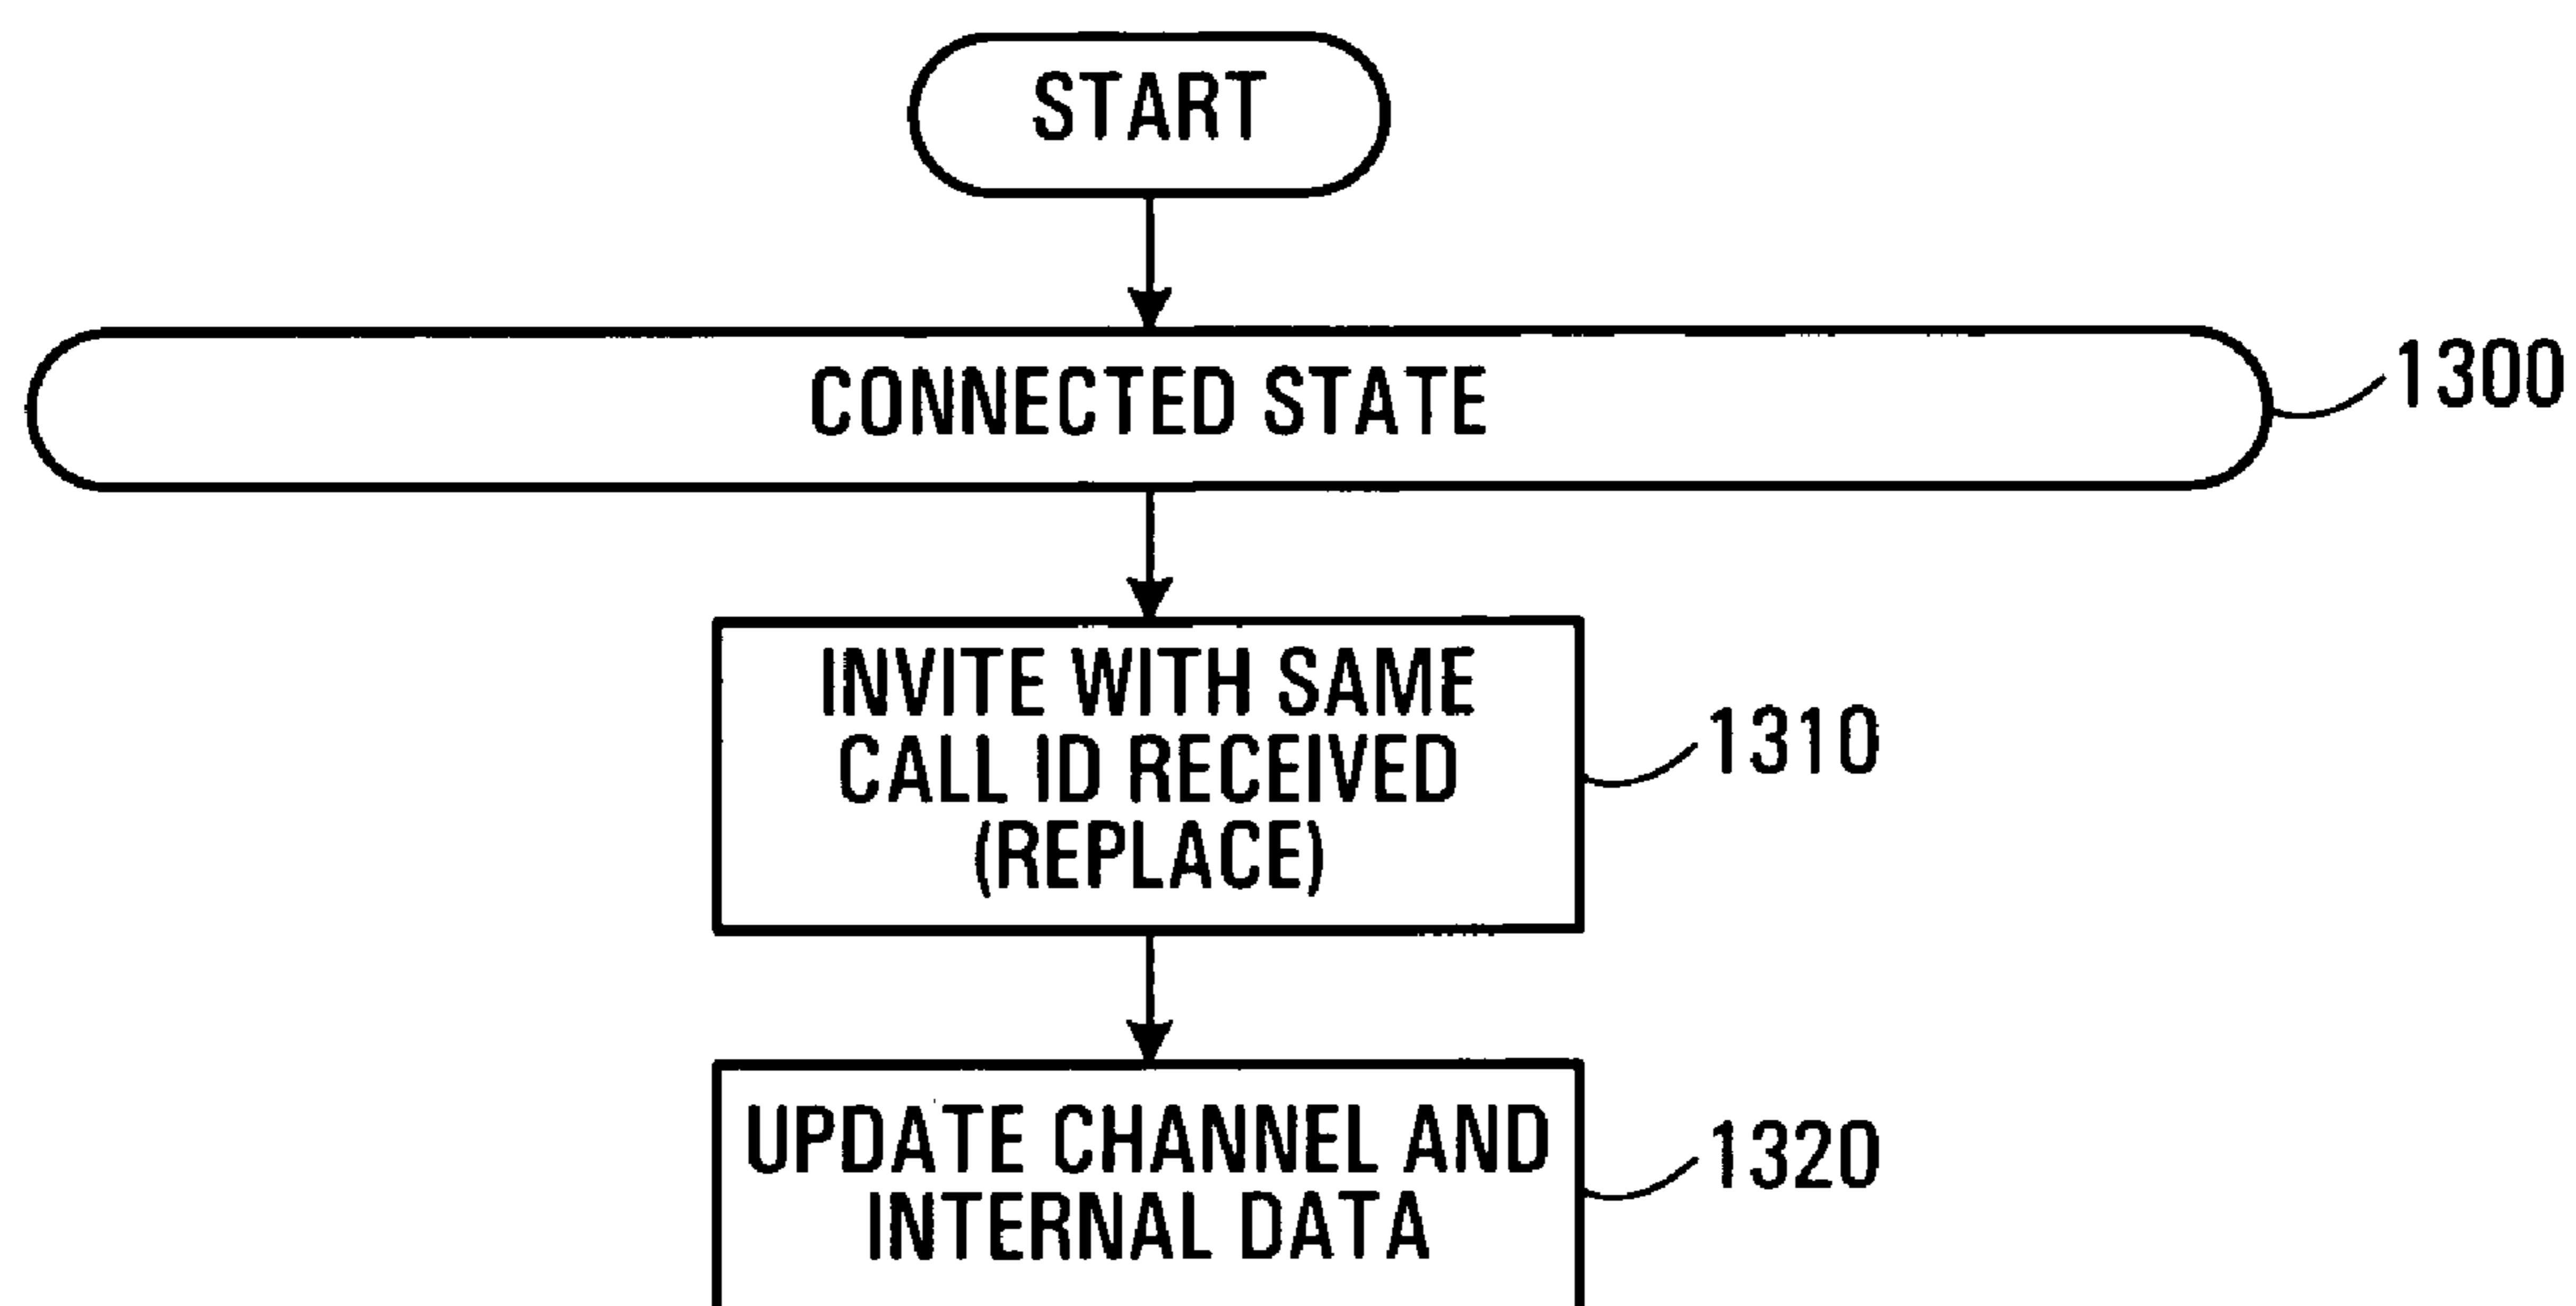 START
CONNECTED STATE
1300
INVITE WITH SAME
CALL ID RECEIVED
(REPLACE)
1310
UPDATE CHANNEL AND
INTERNAL DATA
1320